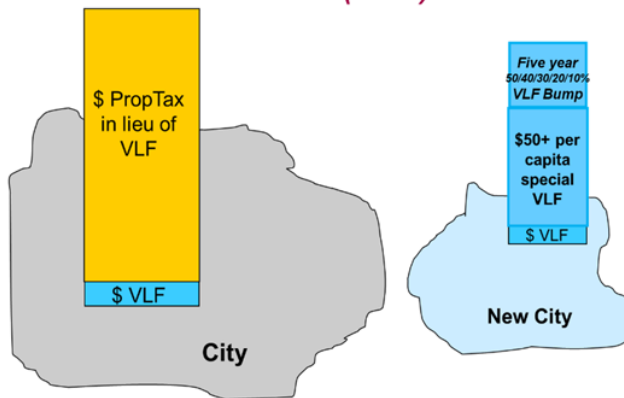 $ PropTax
in lieu of
VLF
$ VLF
City
Five year
50/40/30/20/10%
VLF Bump
$50+ per
capita
special
VLF
$ VLF
New City